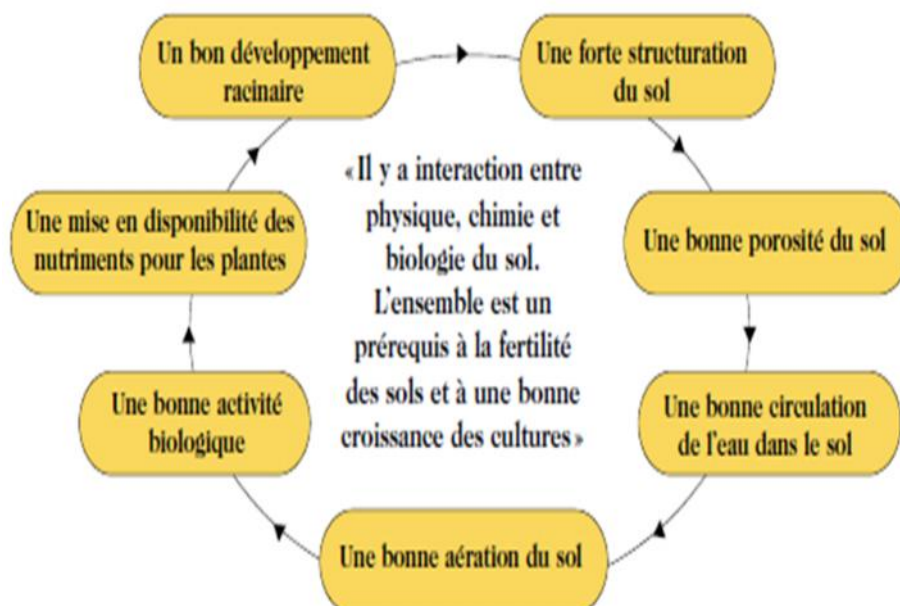 Un bon développement
racinaire
Une forte structuration
du sol
Une bonne porosité du sol
Une bonne circulation
de l'eau dans le sol
Une bonne aération du sol
Une bonne activité
biologique
Une mise en disponibilité des
nutriments pour les plantes
«Il y a interaction entre
physique, chimie et
biologie du sol.
L'ensemble est un
prérequis à la fertilité
des sols et à une bonne
croissance des cultures»